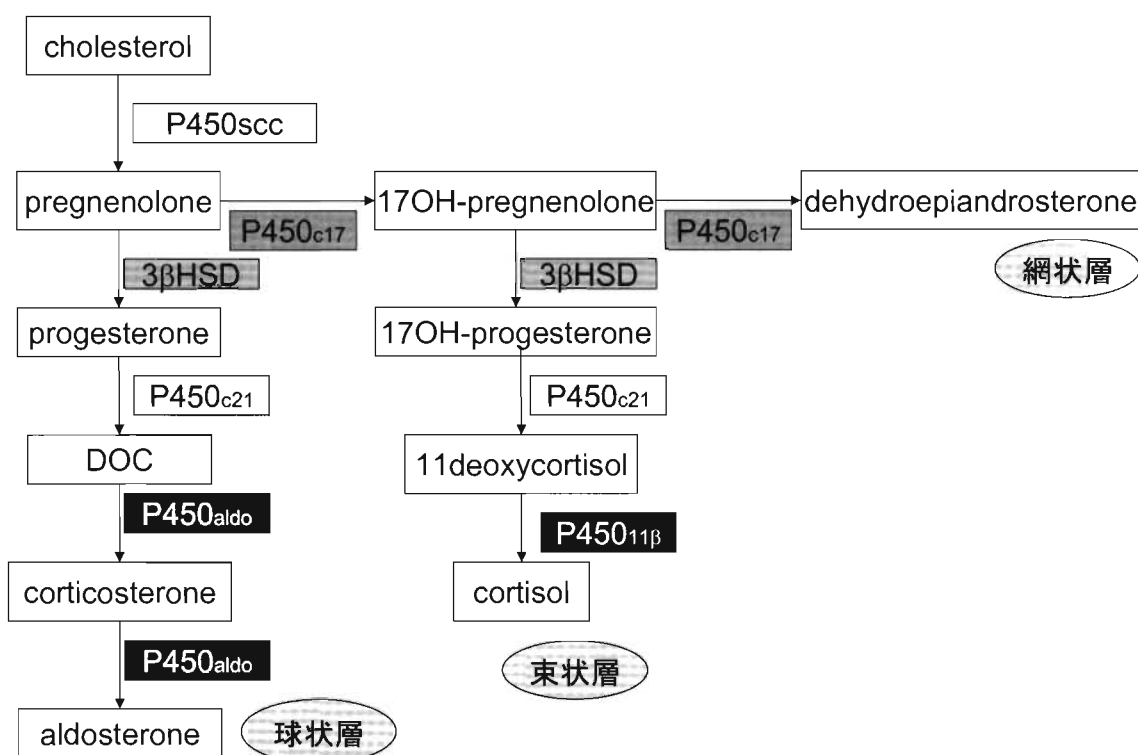 cholesterol
P450scc
pregnenolone
17OH-pregnenolone
dehydroepiandrosterone
P450c17
P450c17
網状層
3βHSD
3βHSD
progesterone
17OH-progesterone
P450c21
P450c21
DOC
11deoxycortisol
P450aldo
P45011β
corticosterone
cortisol
P450aldo
束状層
aldosterone
球状層